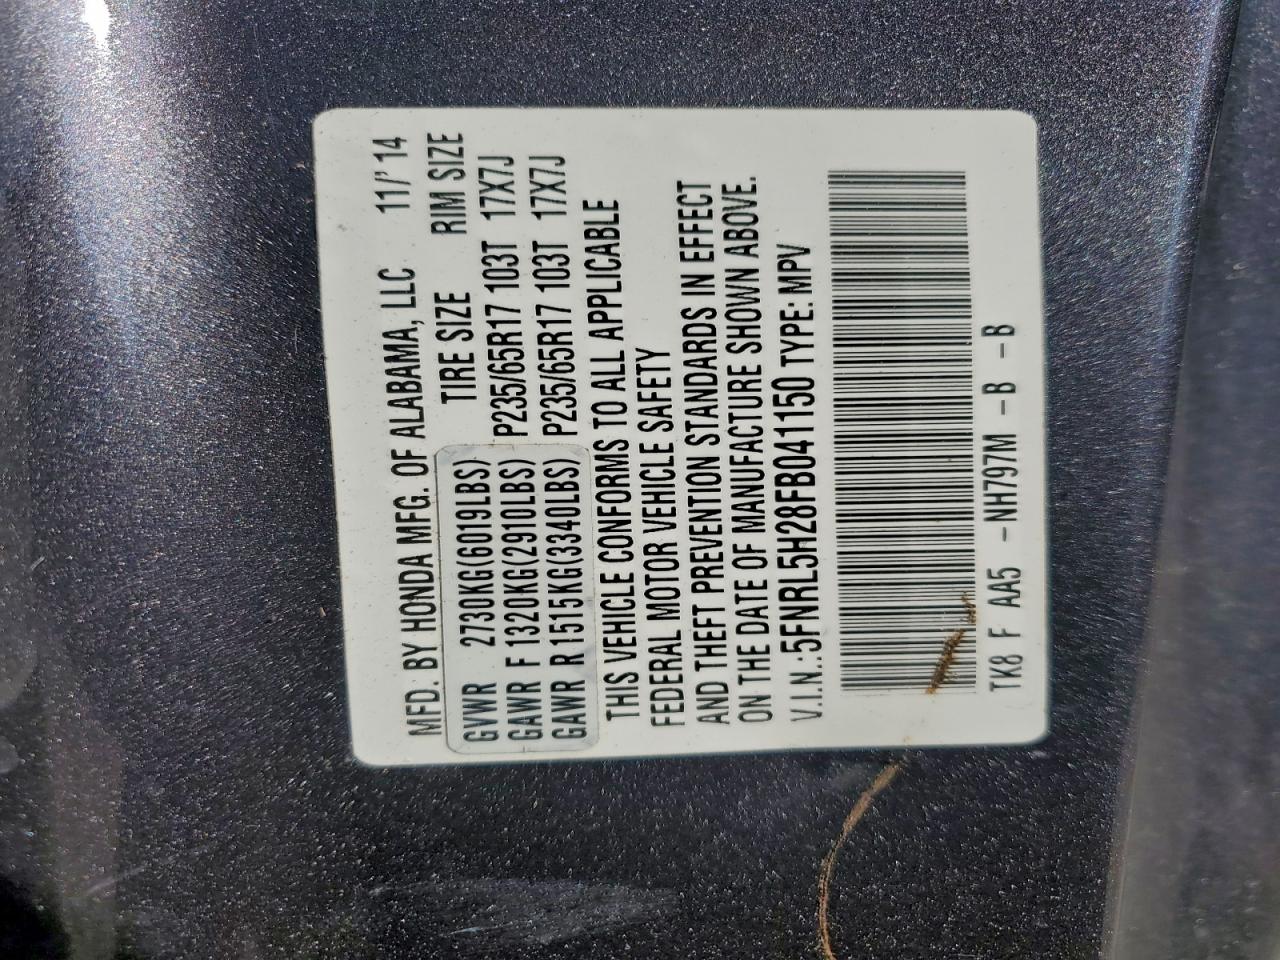 MFD. BY HONDA MFG. OF ALABAMA, LLC 11/'14
TIRE SIZE RIM SIZE
GVWR 2730KG(6019LBS)
GAWR F 1320KG(2910LBS) P235/65R17 103T 17X7J
GAWR R 1515KG(3340LBS) P235/65R17 103T 17X7J
THIS VEHICLE CONFORMS TO ALL APPLICABLE
FEDERAL MOTOR VEHICLE SAFETY
AND THEFT PREVENTION STANDARDS IN EFFECT
ON THE DATE OF MANUFACTURE SHOWN ABOVE.
V.I.N.:5FNRL5H28FB041150 TYPE: MPV
TK8 F AA5 -NH797M -B -B